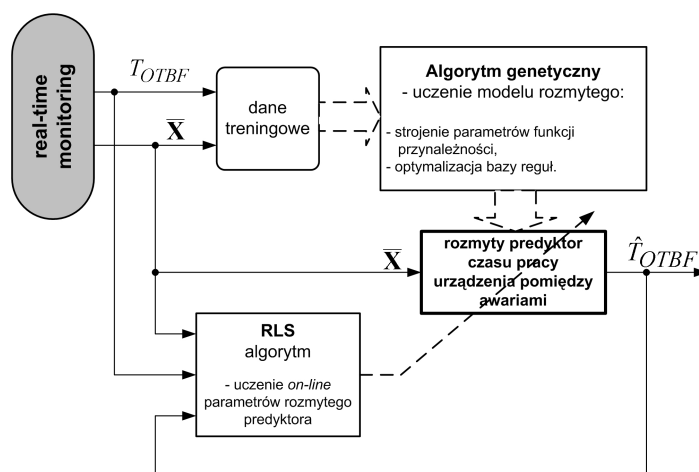 real-time
monitoring
T_OTBF
X̅
dane
treningowe
Algorytm genetyczny
- uczenie modelu rozmytego:
- strojenie parametrów funkcji
przynależności,
- optymalizacja bazy reguł.
X̅
rozmyty predyktor
czasu pracy
urządzenia pomiędzy
awariami
T̂_OTBF
RLS
algorytm
- uczenie on-line
parametrów rozmytego
predyktora